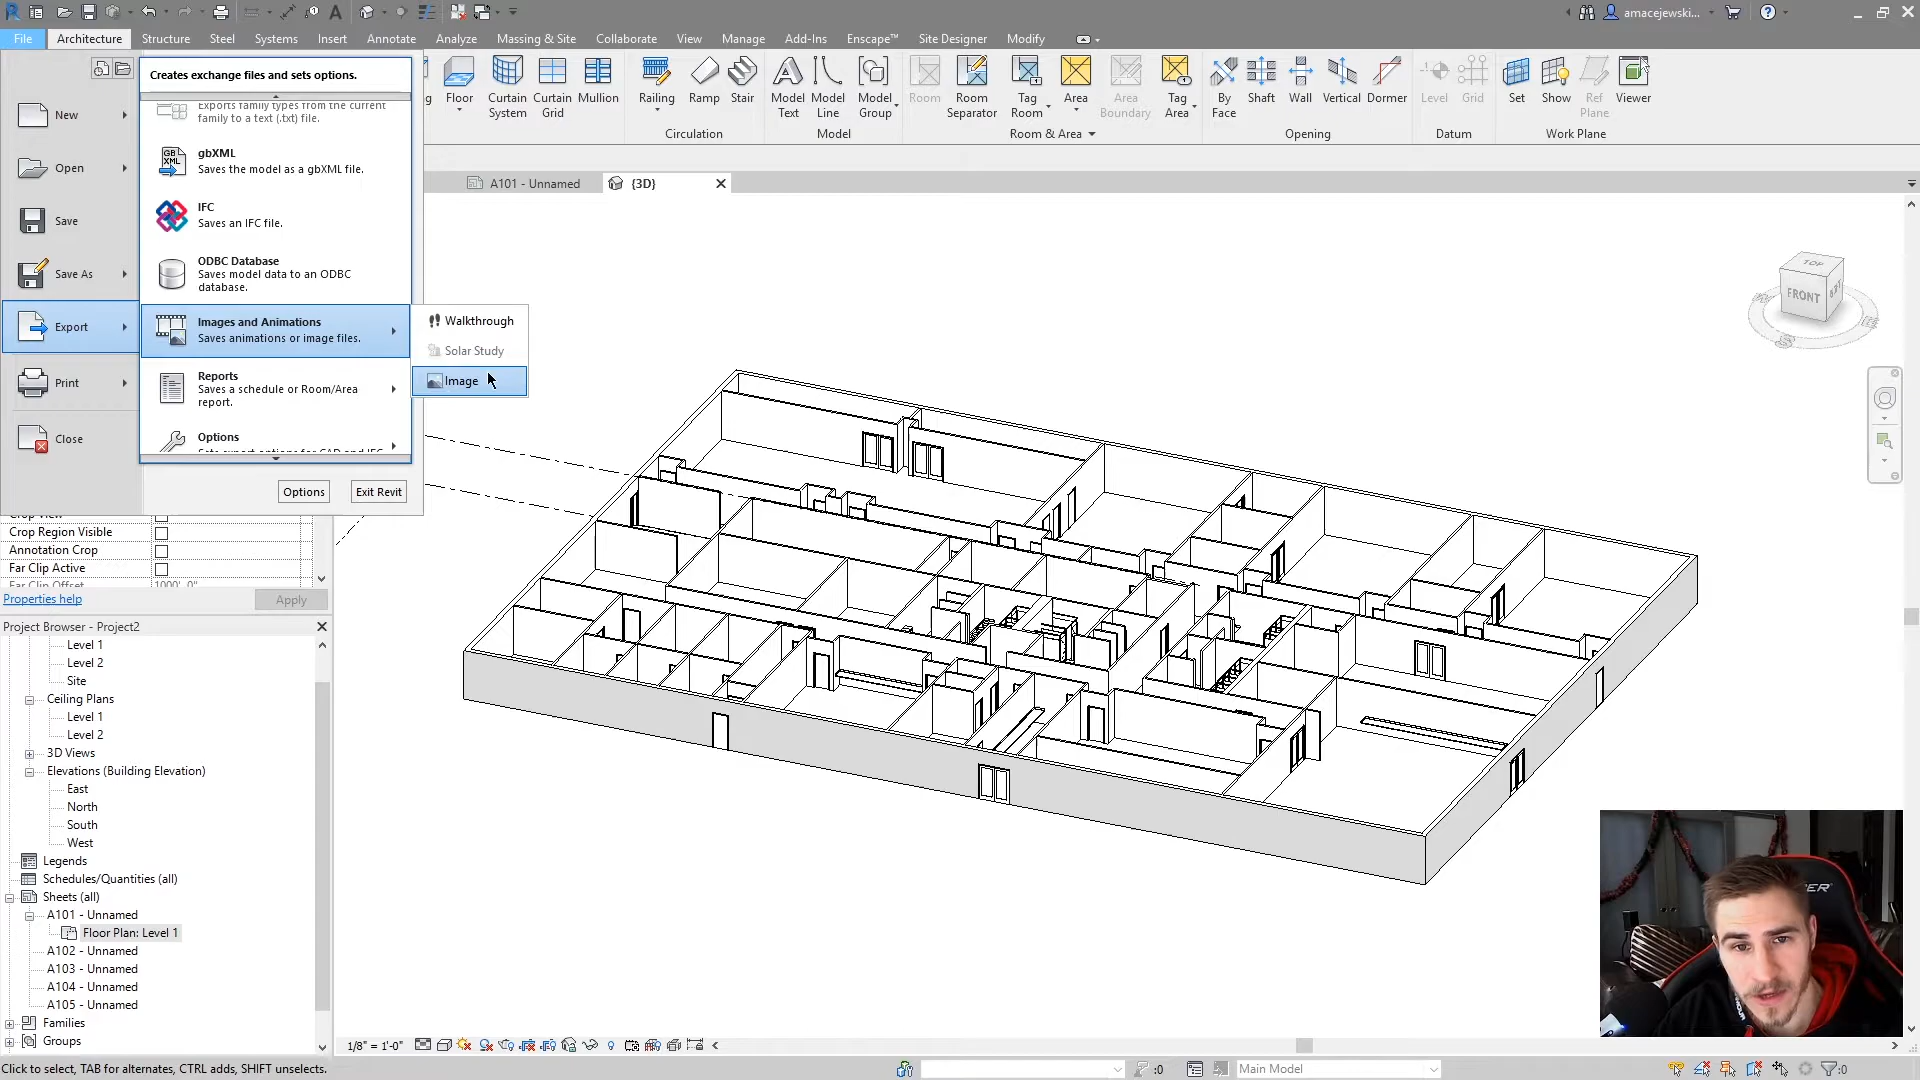 amacejewski...
File
Architecture
Structure
Steel
Systems
Insert
Annotate
Analyze
Massing & Site
Collaborate
View
Manage
Add-Ins
Enscape™
Site Designer
Modify
Creates exchange files and sets options.
Exports family types from the current
family to a text (.txt) file.
gbXML
Saves the model as a gbXML file.
IFC
Saves an IFC file.
ODBC Database
Saves model data to an ODBC
database.
Images and Animations
Saves animations or image files.
Reports
Saves a schedule or Room/Area
report.
Options
New
Open
Save
Save As
Export
Print
Close
Walkthrough
Solar Study
Image
Options
Exit Revit
Floor
Curtain
System
Curtain
Grid
Mullion
Railing
Ramp
Stair
Circulation
Model
Text
Model
Line
Model
Group
Model
Room
Room
Separator
Tag
Room
Area
Area
Boundary
Tag
Area
Room & Area
By
Face
Shaft
Wall
Vertical
Dormer
Opening
Level
Grid
Datum
Set
Show
Ref
Plane
Viewer
Work Plane
A101 - Unnamed
{3D}
TOP
FRONT
Crop Region Visible
Annotation Crop
Far Clip Active
Far Clip Offset
1000' 0"
Properties help
Apply
Project Browser - Project2
Level 1
Level 2
Site
Ceiling Plans
Level 1
Level 2
3D Views
Elevations (Building Elevation)
East
North
South
West
Legends
Schedules/Quantities (all)
Sheets (all)
A101 - Unnamed
Floor Plan: Level 1
A102 - Unnamed
A103 - Unnamed
A104 - Unnamed
A105 - Unnamed
Families
Groups
1/8" = 1'-0"
Click to select, TAB for alternates, CTRL adds, SHIFT unselects.
:0
Main Model
:0